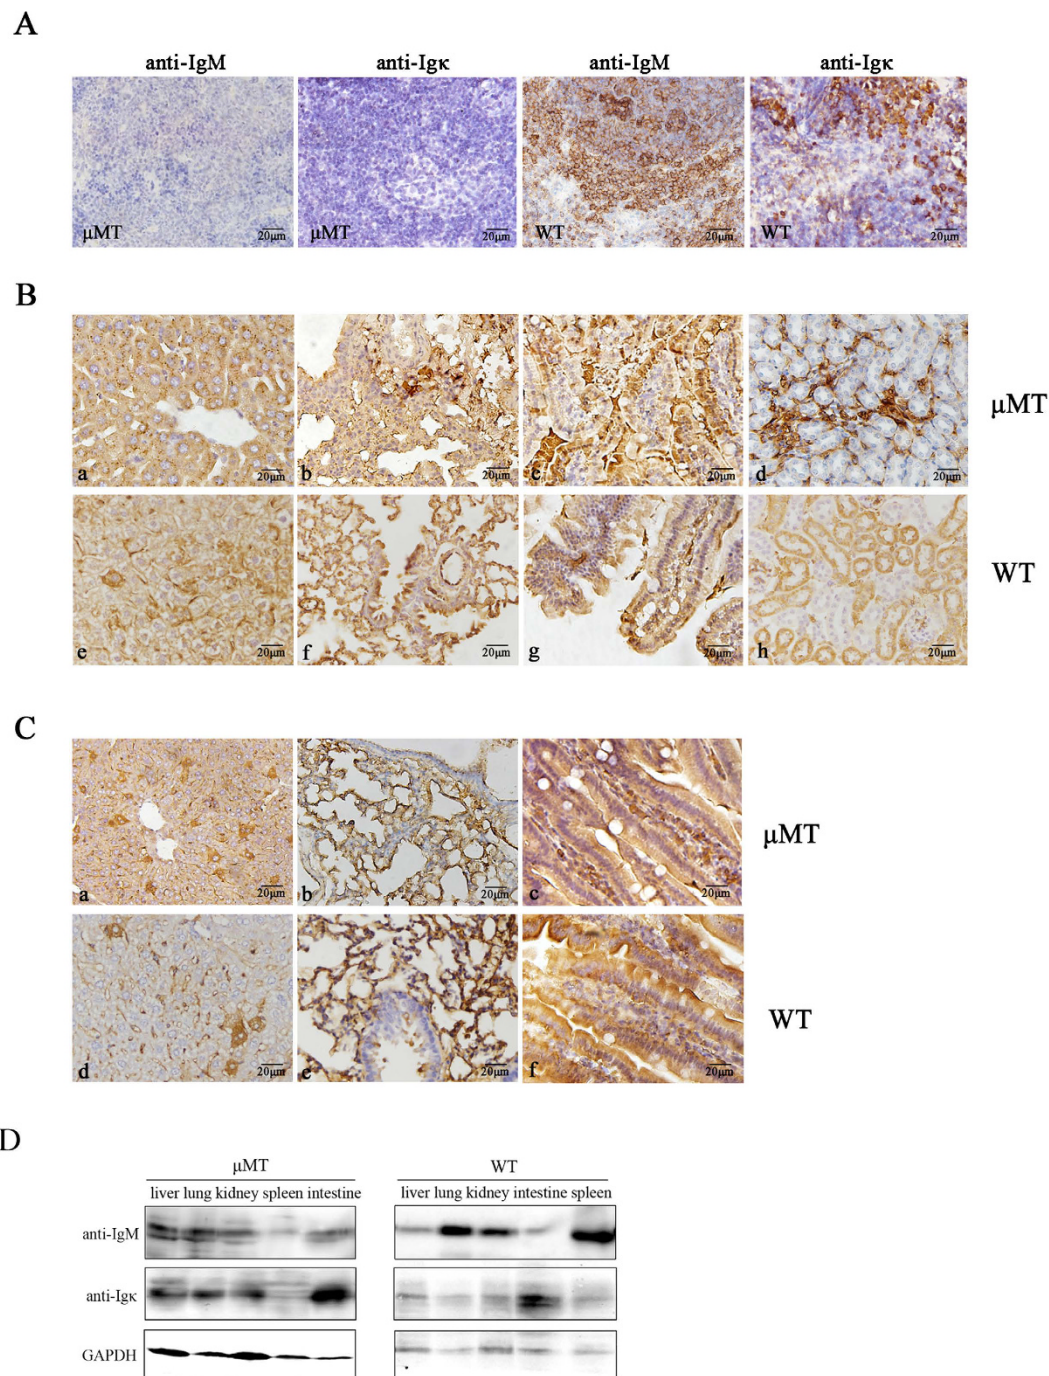 A
anti-IgM anti-Igκ anti-IgM anti-Igκ
μMT 20μm μMT 20μm WT 20μm WT 20μm
B
a 20μm b 20μm c 20μm d 20μm
μMT
e 20μm f 20μm g 20μm h 20μm
WT
C
a 20μm b 20μm c 20μm
μMT
d 20μm e 20μm f 20μm
WT
D
μMT WT
liver lung kidney spleen intestine liver lung kidney intestine spleen
anti-IgM
anti-Igκ
GAPDH